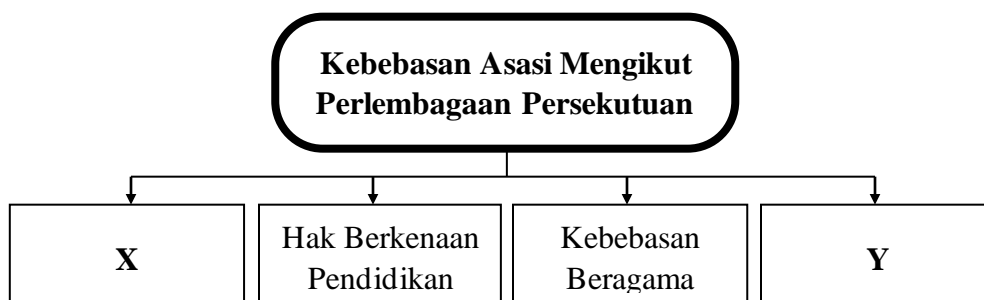 Kebebasan Asasi Mengikut
Perlembagaan Persekutuan
X
Hak Berkenaan
Pendidikan
Kebebasan
Beragama
Y